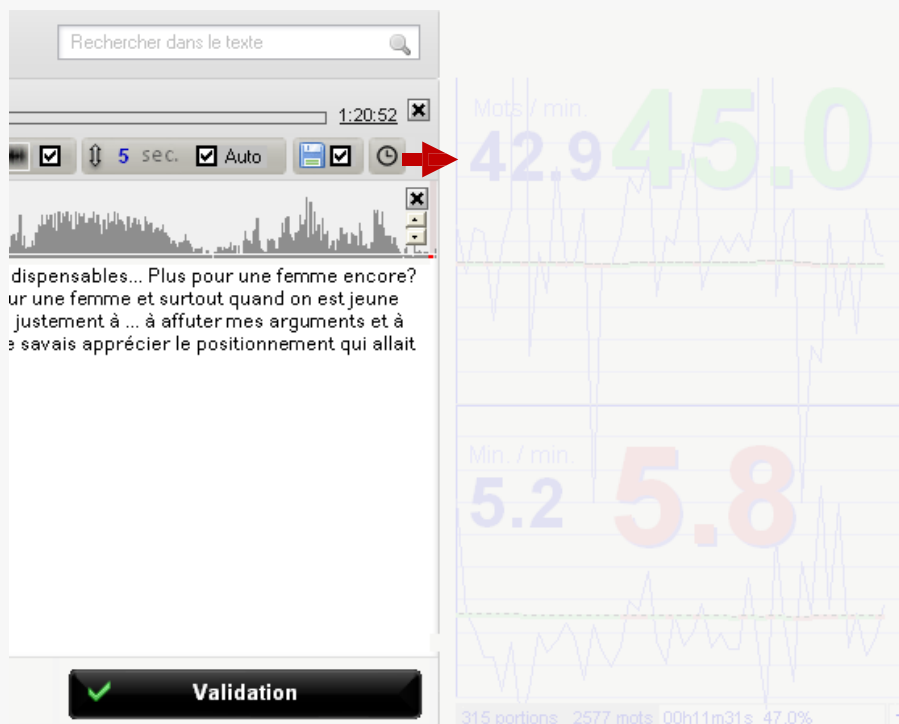 Rechercher dans le texte
1:20:52
5 sec. Auto
dispensables... Plus pour une femme encore?
ur une femme et surtout quand on est jeune
justement à ... à affuter mes arguments et à
e savais apprécier le positionnement qui allait
Validation
Mots / min.
42.9 45.0
Min. / min.
5.2 5.8
315 portions 2577 mots 00h11m31s 47.0%